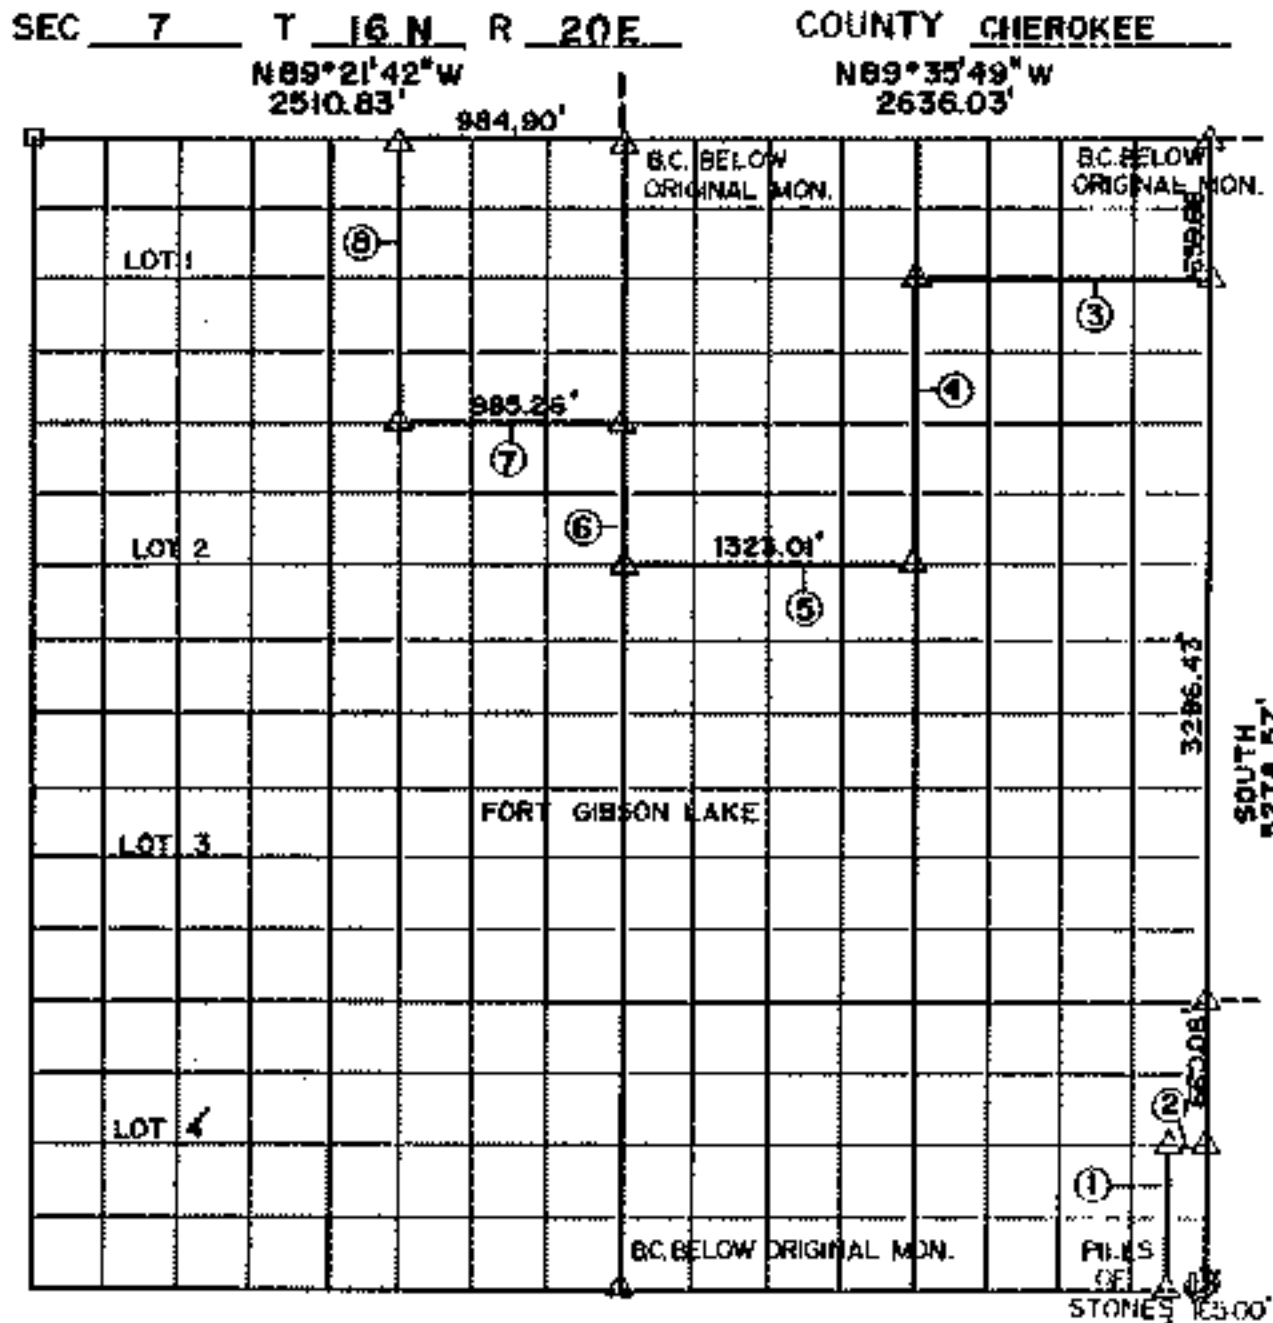 SEC 7 T 16 N R 20E COUNTY CHEROKEE
N89°21'42"W
2510.83'
N89°35'49"W
2636.03'
984.90'
B.C. BELOW
ORIGINAL MON.
B.C. BELOW
ORIGINAL MON.
8
LOT 1
3
4
985.26'
7
6
LOT 2
1323.01'
5
3286.43'
SOUTH
FORT GIBSON LAKE
LOT 3
2
LOT 4
1
B.C. BELOW ORIGINAL MON.
PILES
OF
STONES